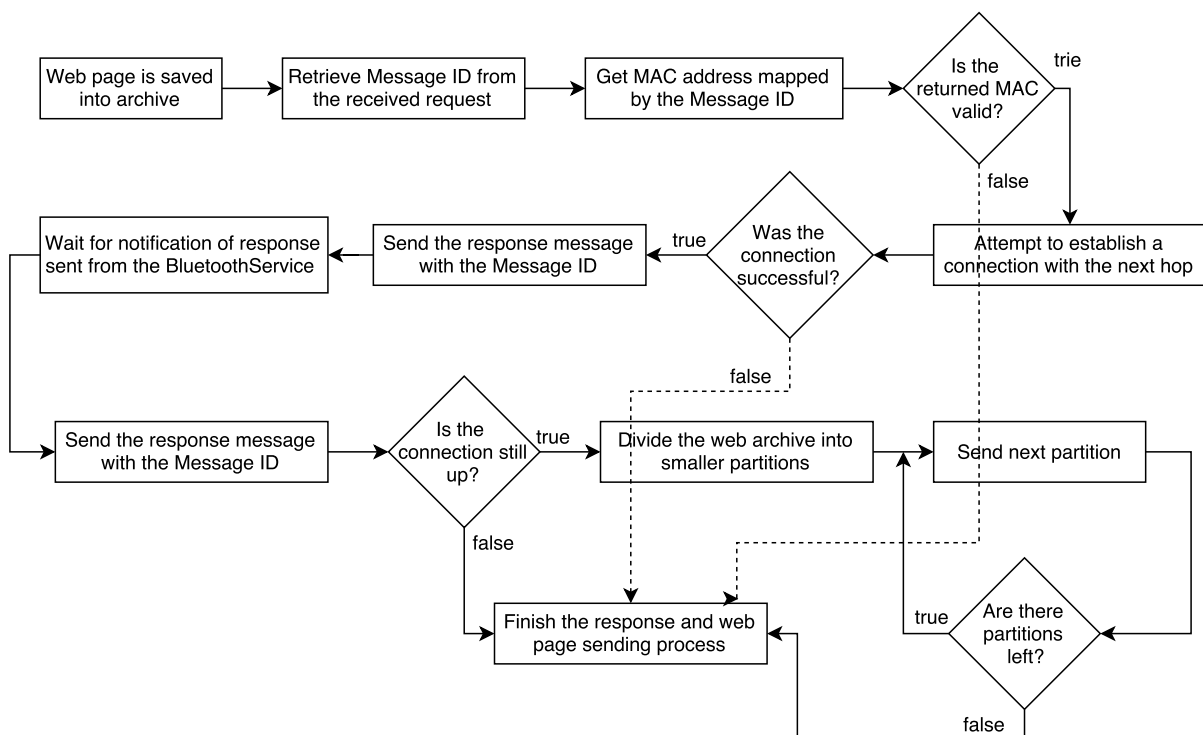 Web page is saved
into archive
Retrieve Message ID from
the received request
Get MAC address mapped
by the Message ID
Is the
returned MAC
valid?
trie
false
Wait for notification of response
sent from the BluetoothService
Send the response message
with the Message ID
true
Was the
connection
successful?
Attempt to establish a
connection with the next hop
false
Send the response message
with the Message ID
Is the
connection still
up?
true
Divide the web archive into
smaller partitions
Send next partition
false
Finish the response and web
page sending process
true
Are there
partitions
left?
false